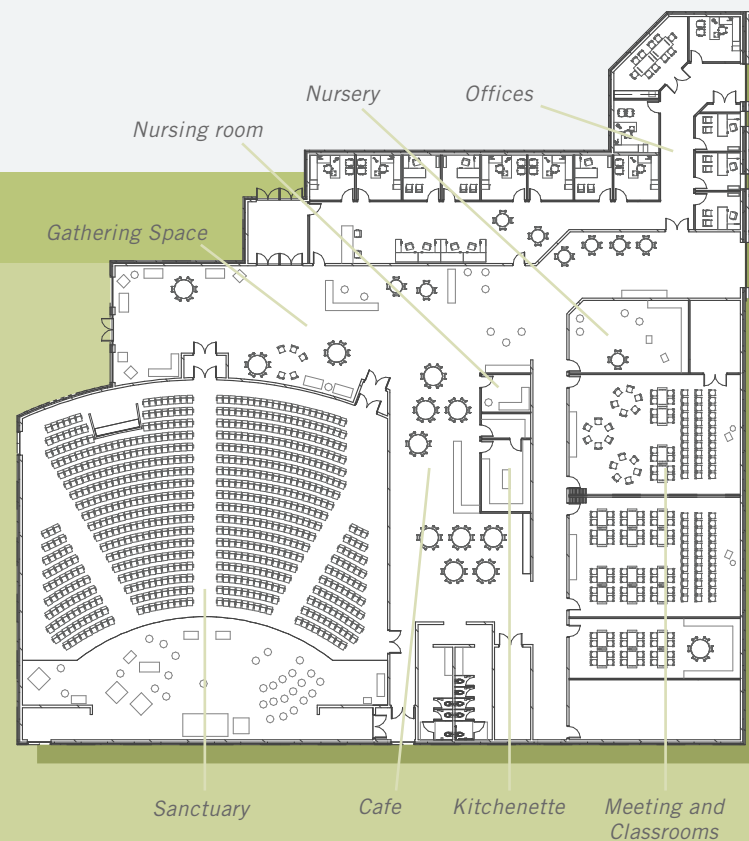 Nursery
Offices
Nursing room
Gathering Space
Sanctuary
Cafe
Kitchenette
Meeting and
Classrooms